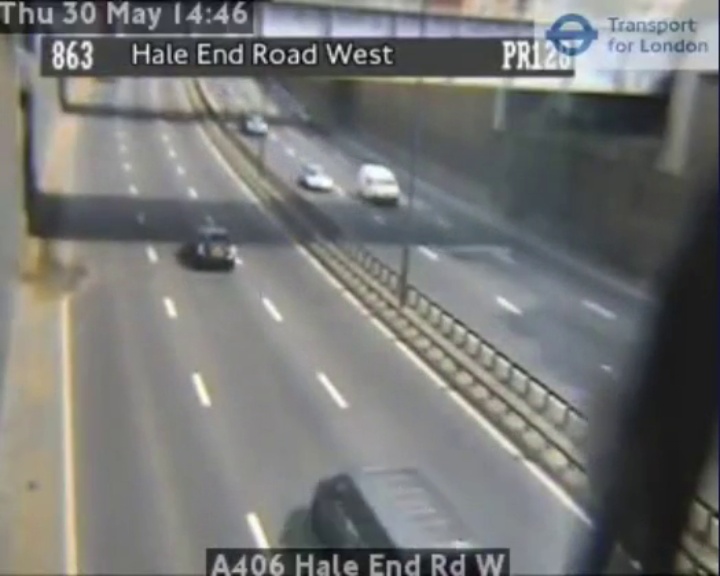 Thu 30 May 14:46
Transport
for London
863 Hale End Road West
A406 Hale End Rd W